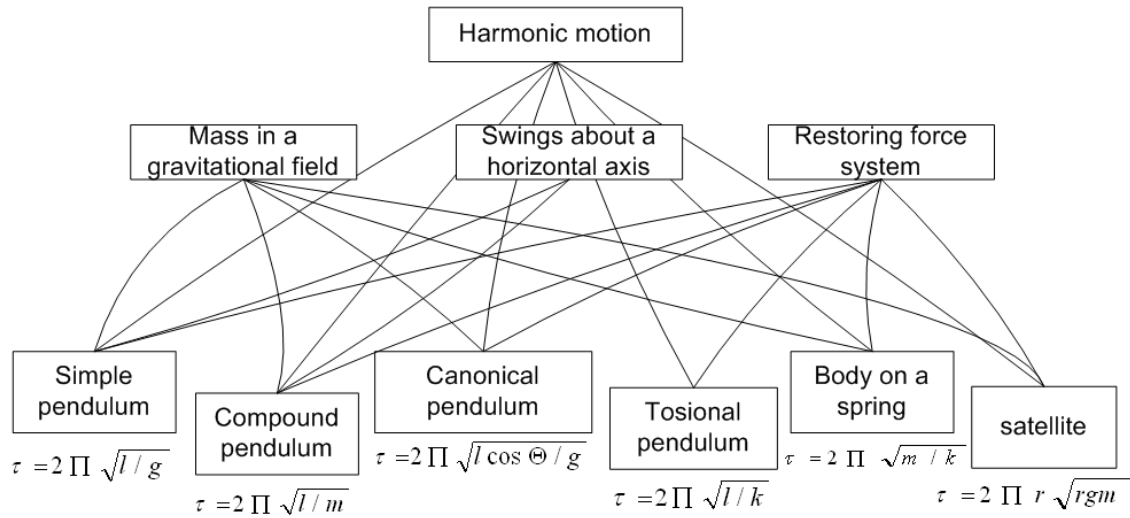 Harmonic motion
Mass in a
gravitational field
Swings about a
horizontal axis
Restoring force
system
Simple
pendulum
Compound
pendulum
Canonical
pendulum
Tosional
pendulum
Body on a
spring
satellite
τ =2 ∏ √l / g
τ =2 ∏ √l / m
τ =2 ∏ √l cos Θ / g
τ =2 ∏ √l / k
τ = 2 ∏ √m / k
τ = 2 ∏ r √rgm